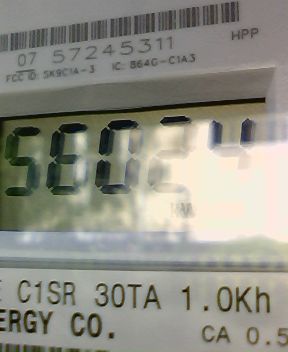 07 57245311
HPP
FCC ID: SK9C1A-3 IC: 864G-C1A3
56024
C1SR 30TA 1.0Kh
ERGY CO.
CA 0.5